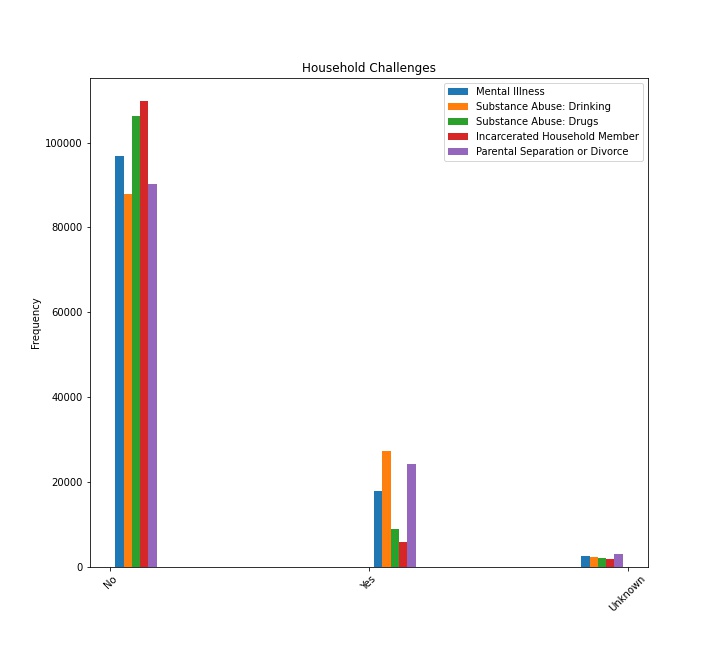 Household Challenges
Mental Illness
Substance Abuse: Drinking
Substance Abuse: Drugs
Incarcerated Household Member
Parental Separation or Divorce
100000
80000
60000
40000
20000
0
Frequency
No
Yes
Unknown